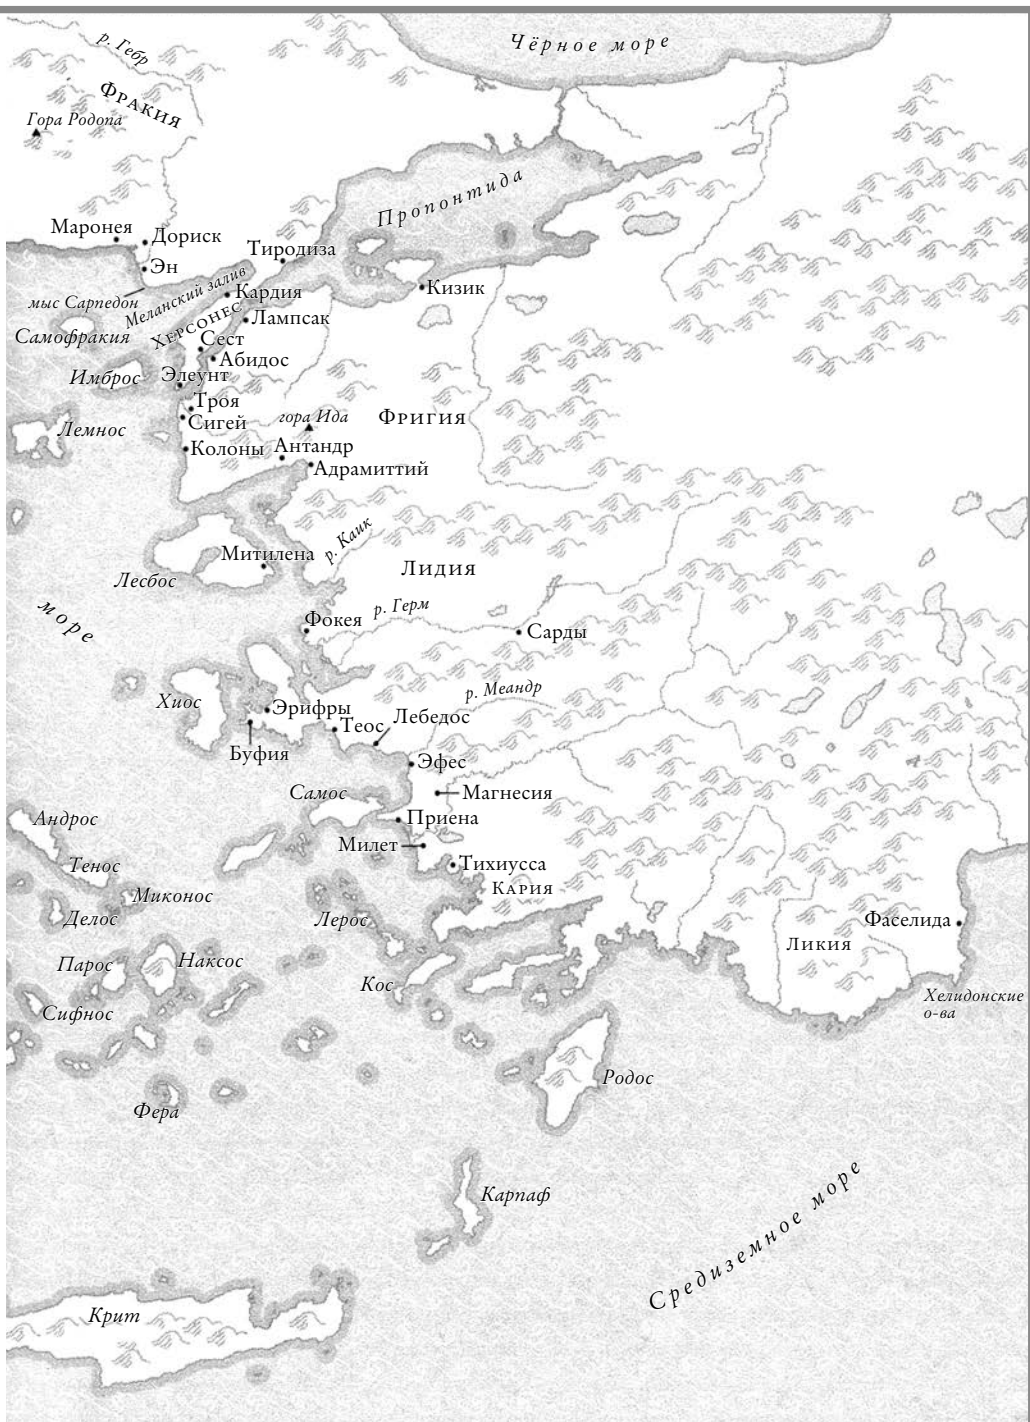 Чёрное море
р. Гебр
Фракия
Гора Родопа
Пропонтида
Маронея
Дориск
Эн
Тиродиза
мыс Сарпедон
Меланский залив
Кардия
Кизик
Херсонес
Лампсак
Самофракия
Сест
Абидос
Имброс
Элеунт
Троя
Сигей
гора Ида
Фригия
Лемнос
Колоны
Антандр
Адрамиттий
р. Каик
Митилена
Лидия
Лесбос
море
Фокея
р. Герм
Сарды
Хиос
р. Меандр
Эрифры
Лебедос
Теос
Буфия
Эфес
Самос
Магнесия
Андрос
Приена
Милет
Тихиусса
Тенос
Кария
Миконос
Делос
Лерос
Фаселида
Ликия
Парос
Наксос
Кос
Хелидонские
о-ва
Сифнос
Родос
Фера
Карпаф
Средиземное море
Крит